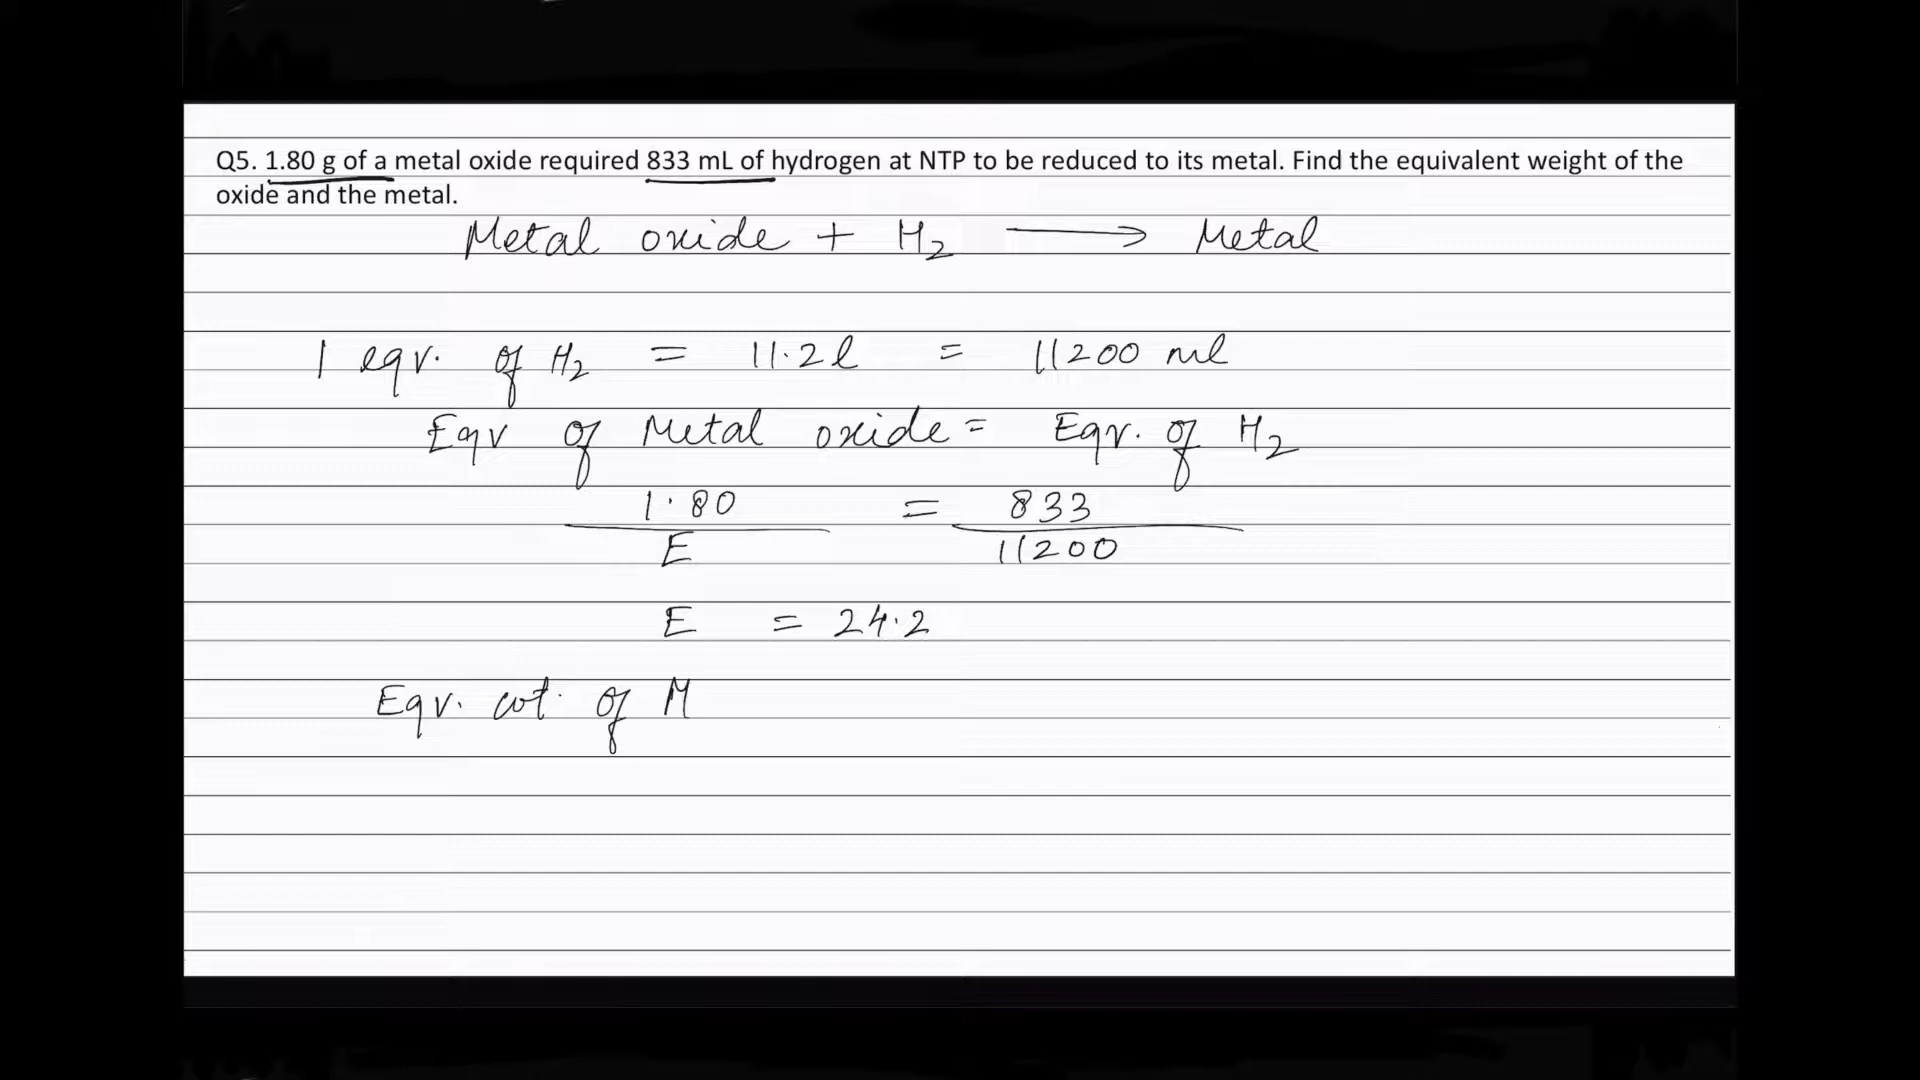 Q5. 1.80 g of a metal oxide required 833 mL of hydrogen at NTP to be reduced to its metal. Find the equivalent weight of the
oxide and the metal.
Metal oxide + H₂ ⟶ Metal
1 eqv. of H₂ = 11.2l = 11200 ml
Eqv of Metal oxide = Eqv. of H₂
1.80 = 833
E 11200
E = 24.2
Eqv. wt. of M